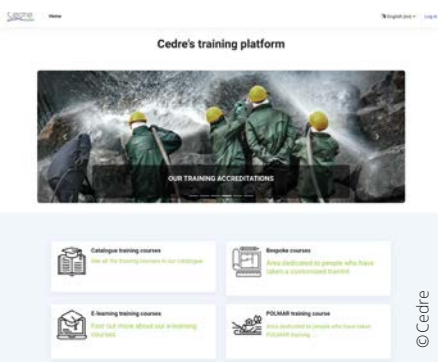 Cedre
Home
English (en)
Log in
Cedre's training platform
OUR TRAINING ACCREDITATIONS
Catalogue training courses
See all the training courses in our catalogue
Bespoke courses
Area dedicated to people who have
taken a customized
E-learning training courses
Find out more about our e-learning
courses
POLMAR training course
Area dedicated to people who have taken
POLMAR training ...
©Cedre